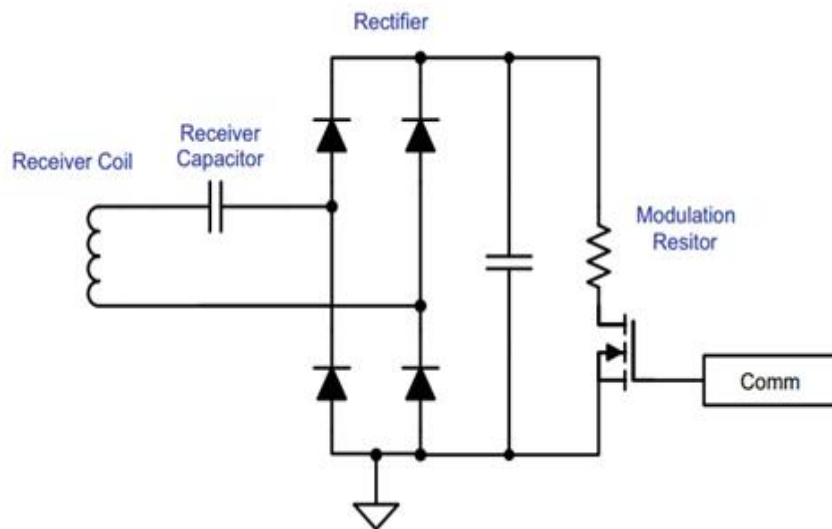 Rectifier
Receiver
Capacitor
Receiver Coil
Modulation
Resitor
Comm